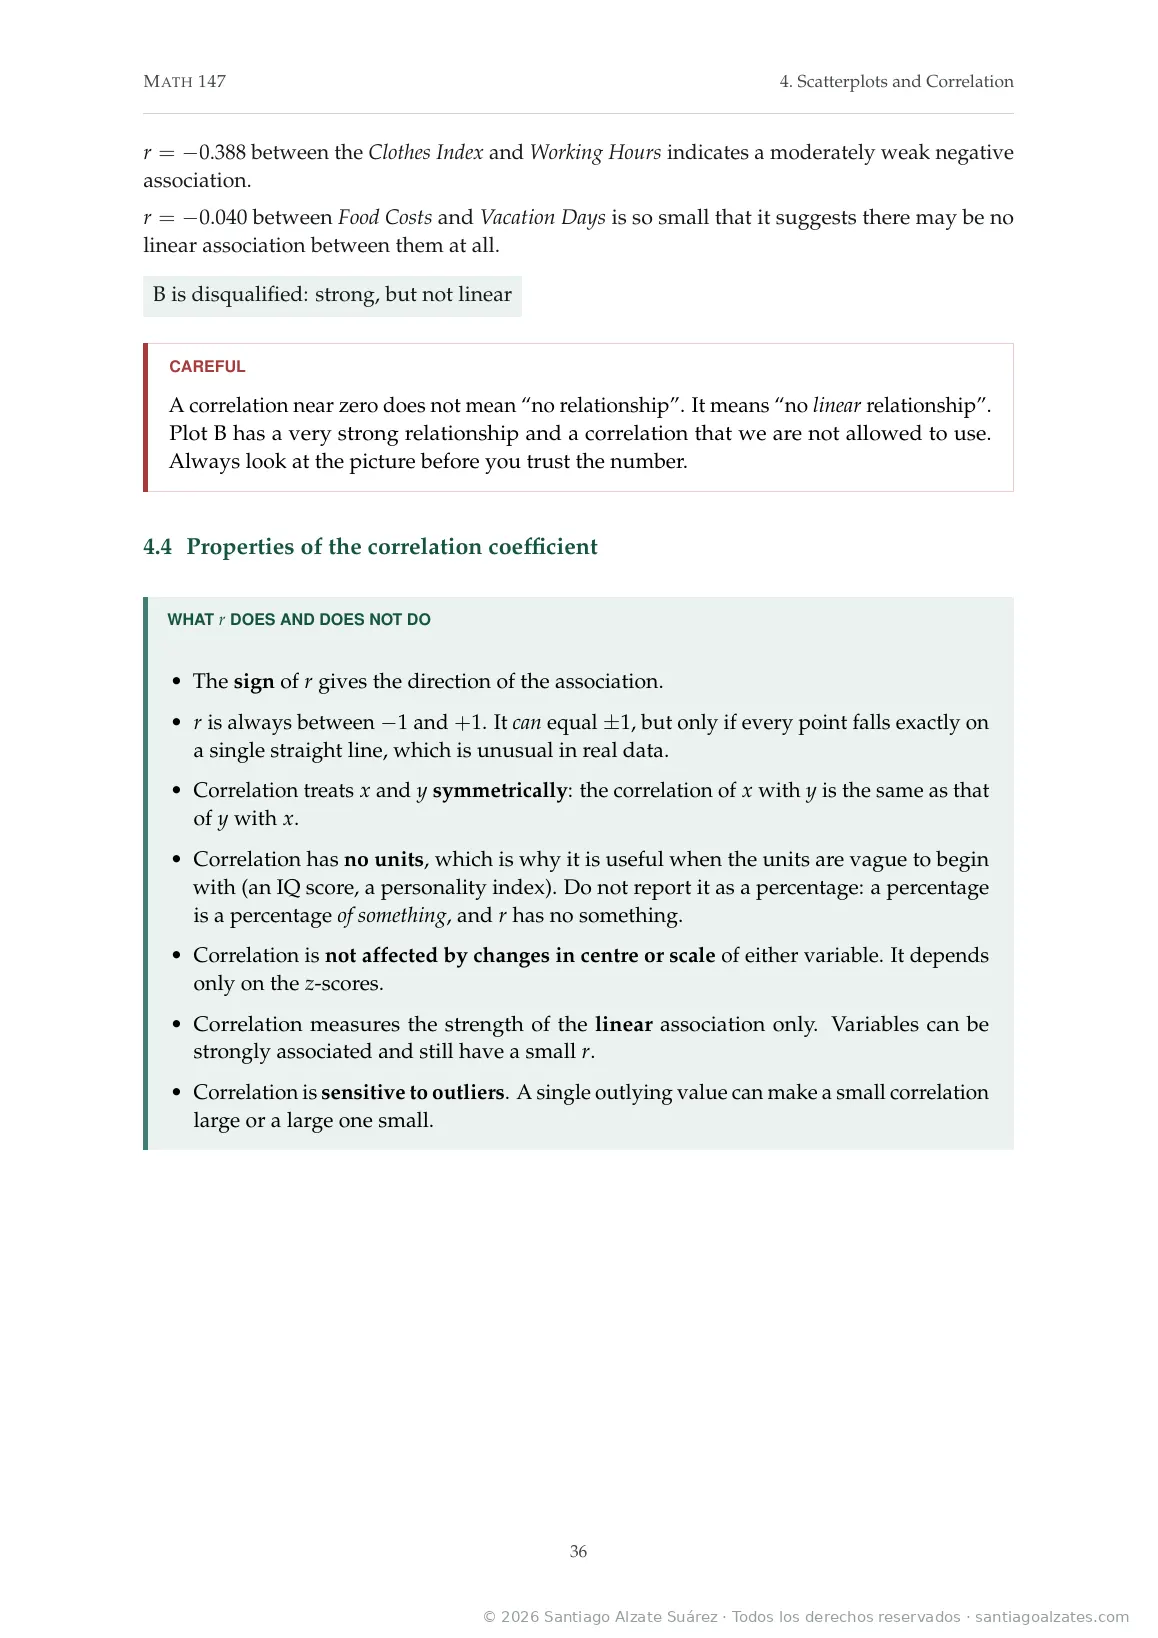 MATH 147
4. Scatterplots and Correlation
r = −0.388 between the Clothes Index and Working Hours indicates a moderately weak negative
association.
r = −0.040 between Food Costs and Vacation Days is so small that it suggests there may be no
linear association between them at all.
B is disqualified: strong, but not linear
CAREFUL
A correlation near zero does not mean “no relationship”. It means “no linear relationship”.
Plot B has a very strong relationship and a correlation that we are not allowed to use.
Always look at the picture before you trust the number.
4.4 Properties of the correlation coefficient
WHAT r DOES AND DOES NOT DO
• The sign of r gives the direction of the association.
• r is always between −1 and +1. It can equal ±1, but only if every point falls exactly on
a single straight line, which is unusual in real data.
• Correlation treats x and y symmetrically: the correlation of x with y is the same as that
of y with x.
• Correlation has no units, which is why it is useful when the units are vague to begin
with (an IQ score, a personality index). Do not report it as a percentage: a percentage
is a percentage of something, and r has no something.
• Correlation is not affected by changes in centre or scale of either variable. It depends
only on the z-scores.
• Correlation measures the strength of the linear association only. Variables can be
strongly associated and still have a small r.
• Correlation is sensitive to outliers. A single outlying value can make a small correlation
large or a large one small.
36
© 2026 Santiago Alzate Suárez · Todos los derechos reservados · santiagoalzates.com